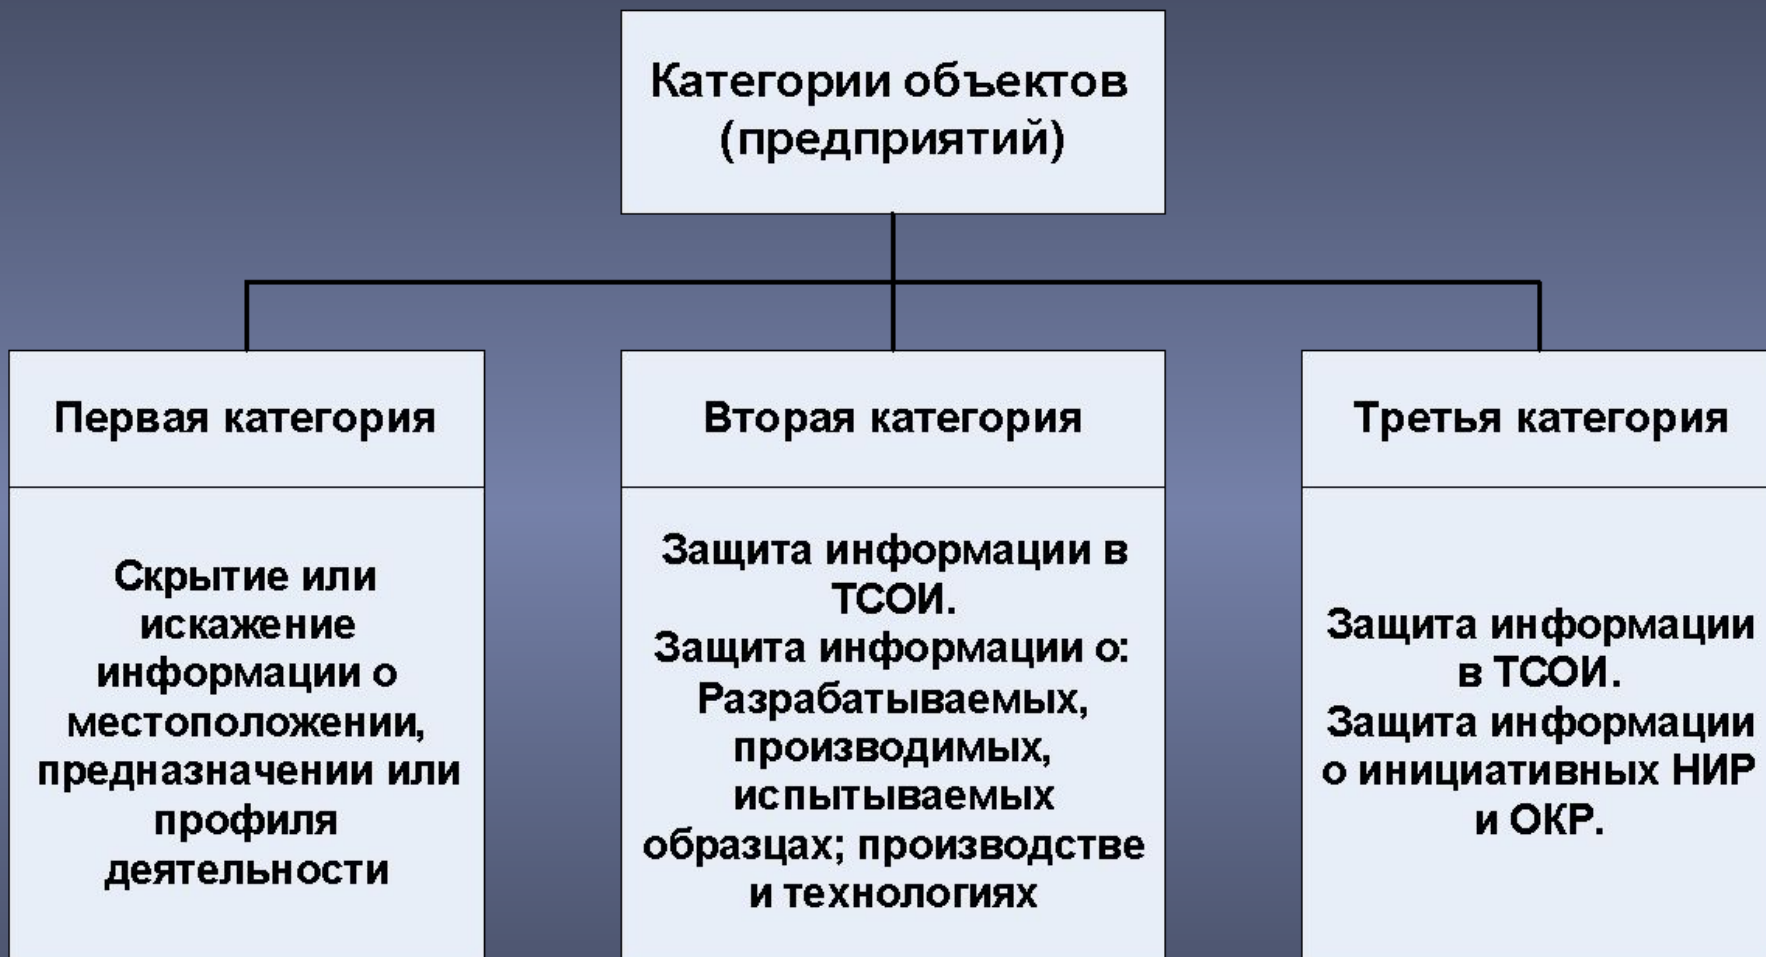 Категории объектов
(предприятий)
Первая категория
Скрытие или
искажение
информации о
местоположении,
предназначении или
профиля
деятельности
Вторая категория
Защита информации в
ТСОИ.
Защита информации о:
Разрабатываемых,
производимых,
испытываемых
образцах; производстве
и технологиях
Третья категория
Защита информации
в ТСОИ.
Защита информации
о инициативных НИР
и ОКР.